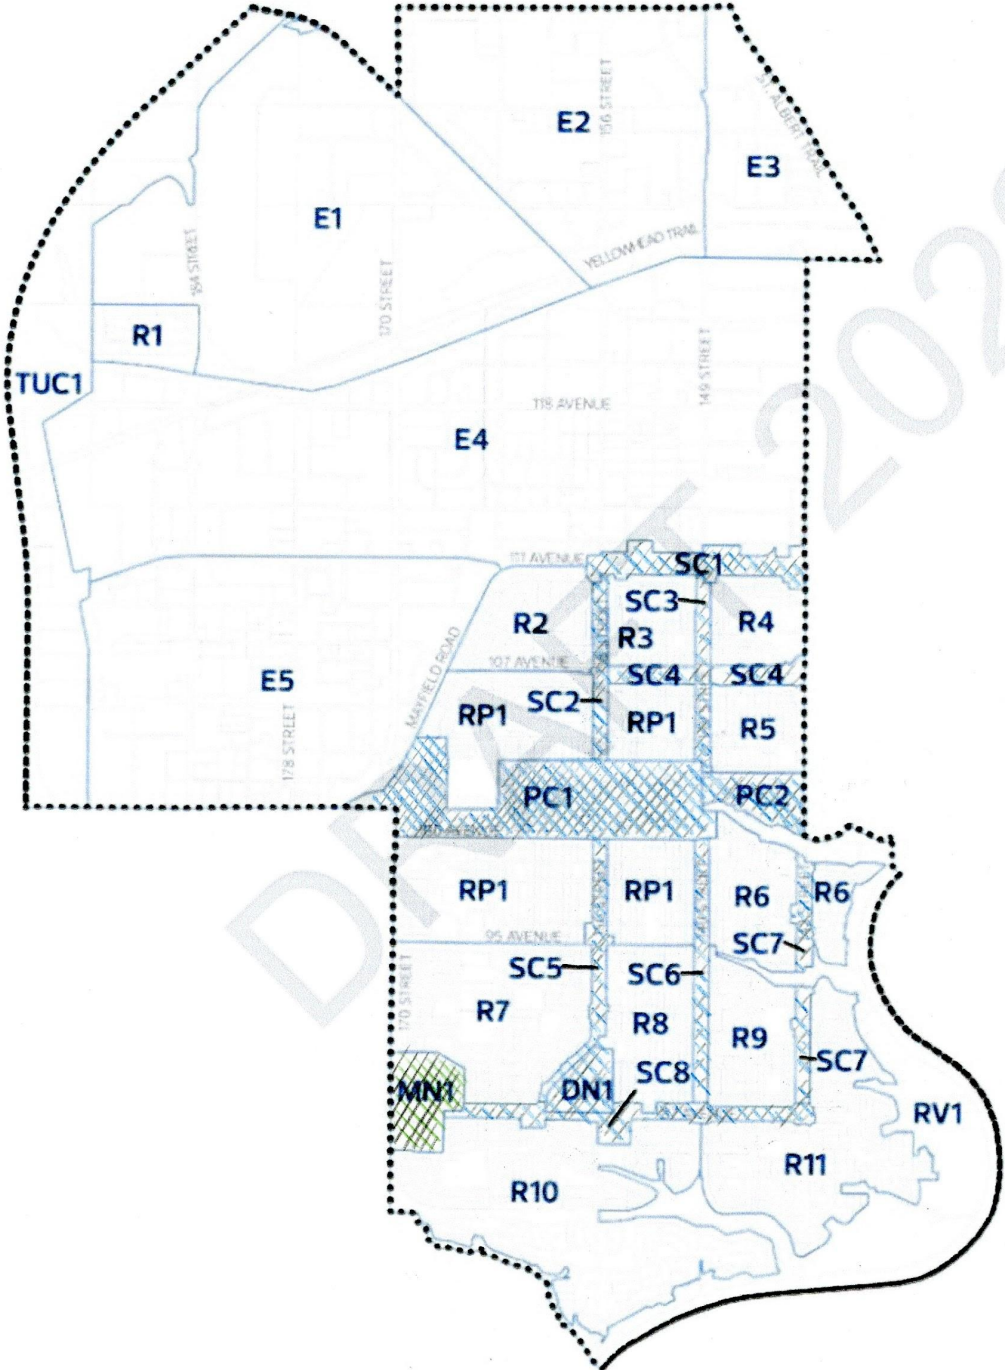 E2
156 STREET
ST. ALBERT TRAIL
E3
E1
YELLOWHEAD TRAIL
184 STREET
170 STREET
R1
149 STREET
TUC1
118 AVENUE
E4
111 AVENUE
SC1
SC3
R2
R3
R4
107 AVENUE
SC4
SC4
MAYFIELD ROAD
E5
SC2
RP1
RP1
R5
178 STREET
PC1
PC2
RP1
RP1
R6
R6
95 AVENUE
SC7
170 STREET
SC5
SC6
R7
R8
R9
SC7
SC8
MN1
DN1
RV1
R10
R11
DRAFT 202